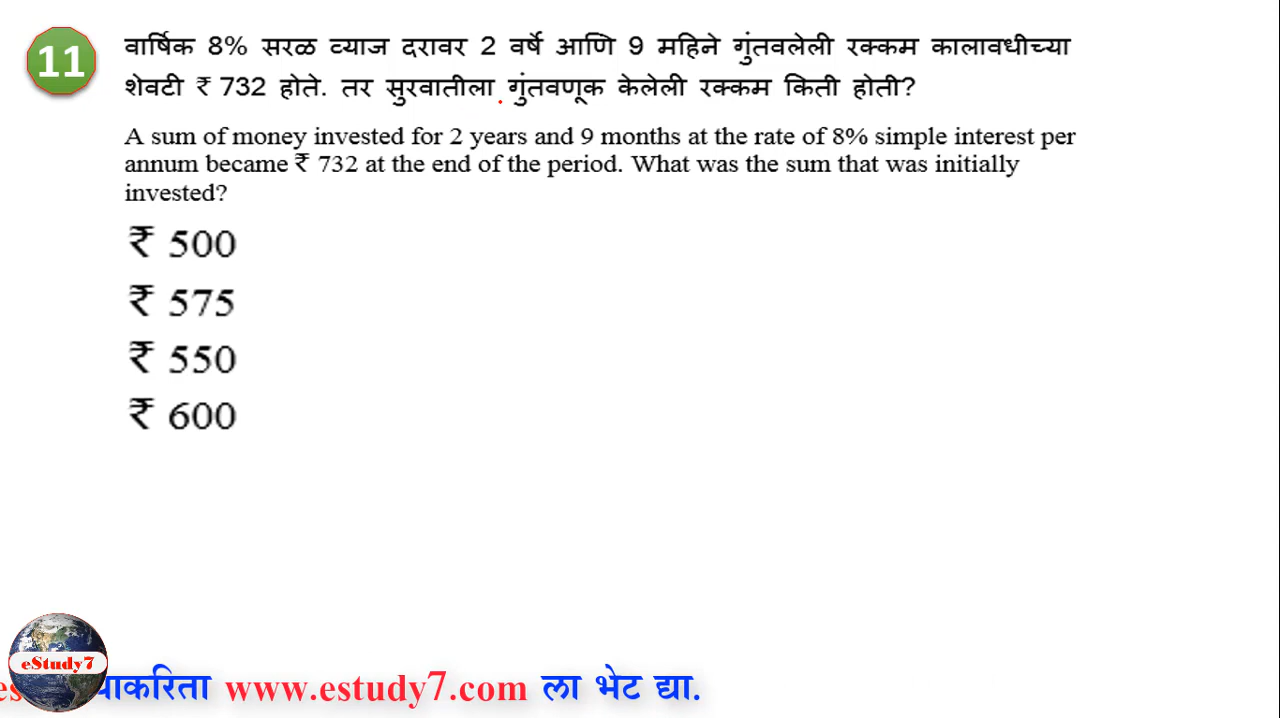 11
वार्षिक 8% सरळ व्याज दरावर 2 वर्षे आणि 9 महिने गुंतवलेली रक्कम कालावधीच्या
शेवटी ₹ 732 होते. तर सुरवातीला गुंतवणूक केलेली रक्कम किती होती?
A sum of money invested for 2 years and 9 months at the rate of 8% simple interest per
annum became ₹ 732 at the end of the period. What was the sum that was initially
invested?
₹ 500
₹ 575
₹ 550
₹ 600
eStudy7
www.estudy7.com ला भेट द्या.